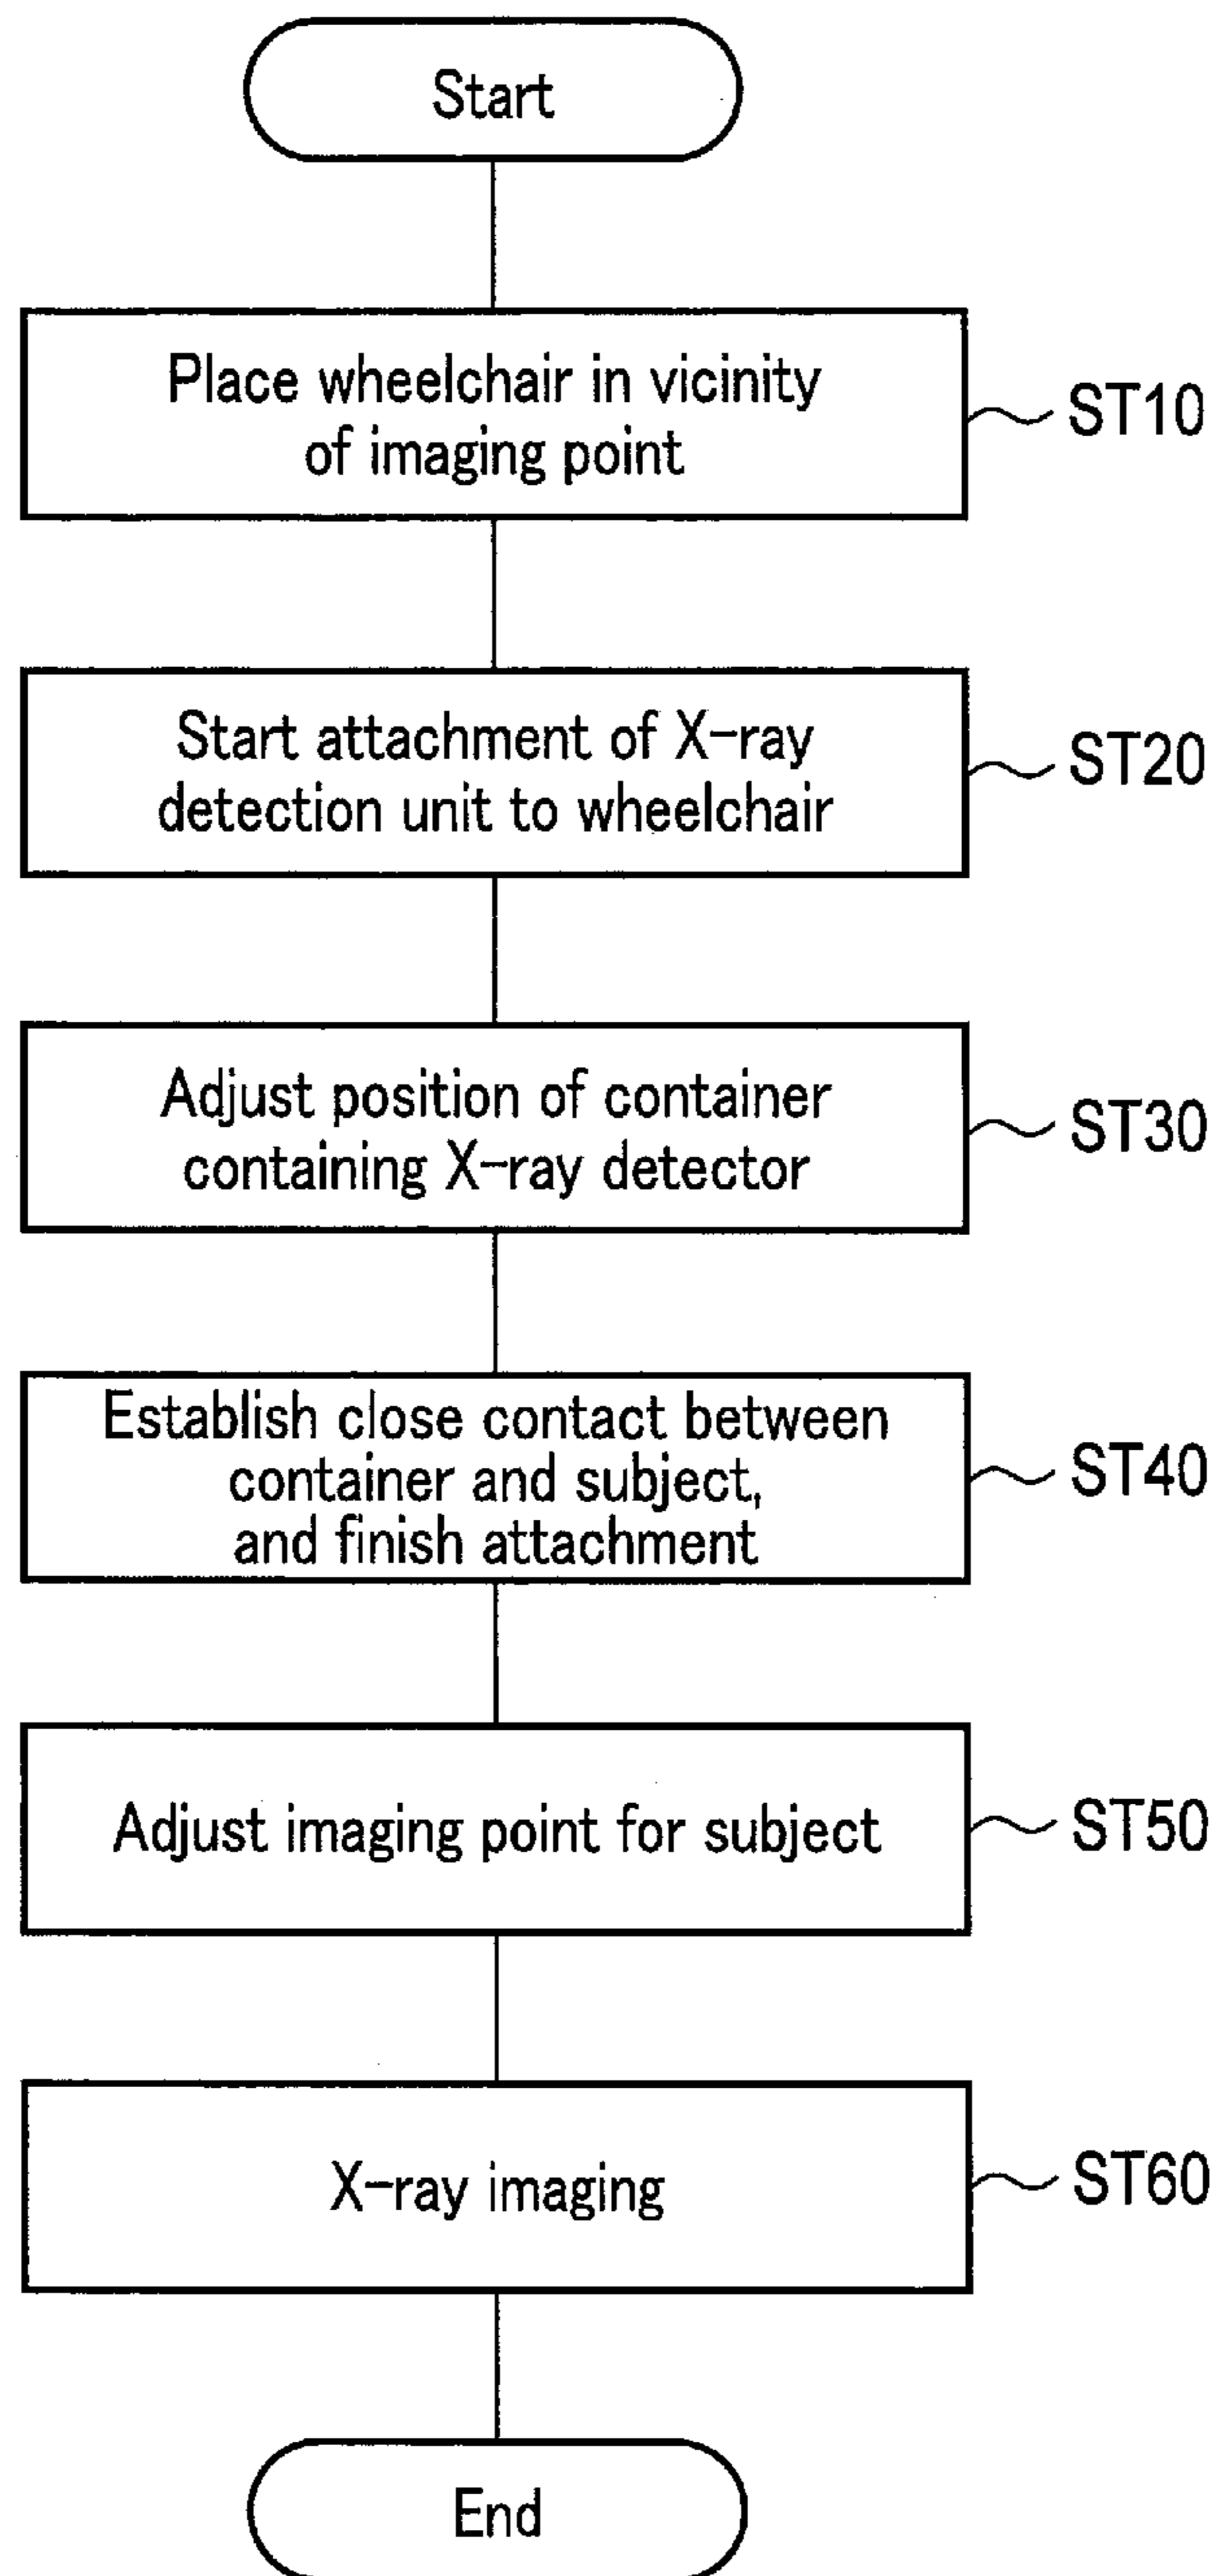 Start
Place wheelchair in vicinity
of imaging point
ST10
Start attachment of X-ray
detection unit to wheelchair
ST20
Adjust position of container
containing X-ray detector
ST30
Establish close contact between
container and subject,
and finish attachment
ST40
Adjust imaging point for subject
ST50
X-ray imaging
ST60
End